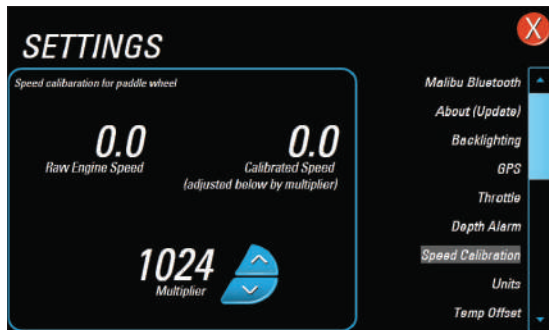 SETTINGS
X
Speed calibaration for paddle wheel
0.0
Raw Engine Speed
0.0
Calibrated Speed
(adjusted below by multiplier)
1024
Multiplier
Malibu Bluetooth
About (Update)
Backlighting
GPS
Throttle
Depth Alarm
Speed Calibration
Units
Temp Offset